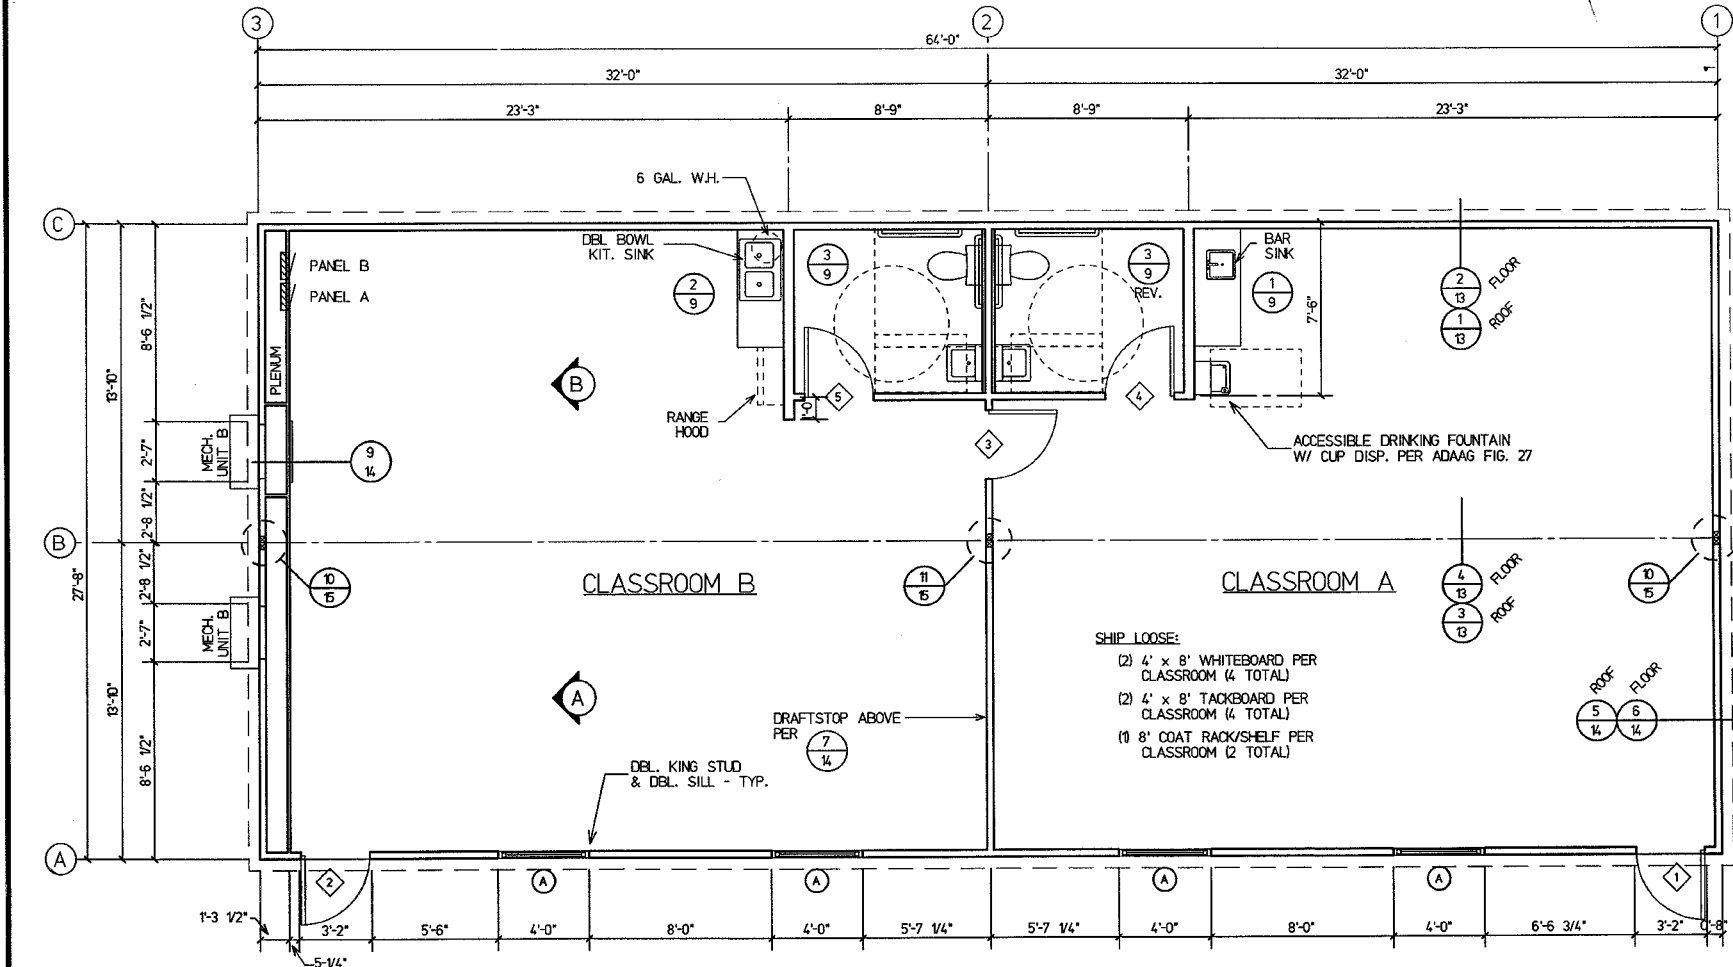 3
2
1
64'-0"
32'-0"
32'-0"
23'-3"
8'-9"
8'-9"
23'-3"
6 GAL. W.H.
C
DBL BOWL
KIT. SINK
BAR
SINK
PANEL B
PANEL A
PLENUM
2
9
3
9
3
9
REV.
1
9
7'-6"
2
13
FLOOR
1
13
ROOF
8'-6 1/2"
13'-10"
B
RANGE
HOOD
5
4
3
ACCESSIBLE DRINKING FOUNTAIN
W/ CUP DISP. PER ADAAG FIG. 27
2'-7"
MECH.
UNIT B
9
14
2'-8 1/2"
B
27'-8"
2'-8 1/2"
10
15
CLASSROOM B
11
15
CLASSROOM A
4
13
FLOOR
3
13
ROOF
10
15
2'-7"
MECH.
UNIT B
SHIP LOOSE:
(2) 4' x 8' WHITEBOARD PER
CLASSROOM (4 TOTAL)
(2) 4' x 8' TACKBOARD PER
CLASSROOM (4 TOTAL)
(1) 8' COAT RACK/SHELF PER
CLASSROOM (2 TOTAL)
13'-10"
8'-6 1/2"
A
DRAFTSTOP ABOVE
PER
7
14
ROOF
FLOOR
5
14
6
14
DBL. KING STUD
& DBL. SILL - TYP.
A
2
A
A
A
A
1
1'-3 1/2"
5-1/4"
3'-2"
5'-6"
4'-0"
8'-0"
4'-0"
5'-7 1/4"
5'-7 1/4"
4'-0"
8'-0"
4'-0"
6'-6 3/4"
3'-2"